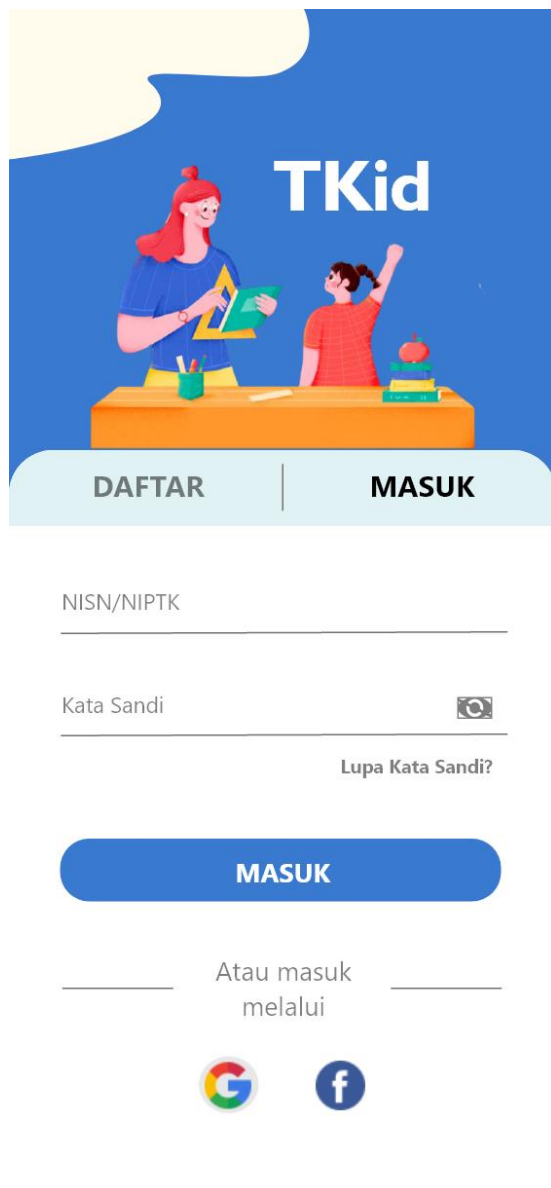 TKid
DAFTAR
MASUK
NISN/NIPTK
Kata Sandi
Lupa Kata Sandi?
MASUK
Atau masuk
melalui